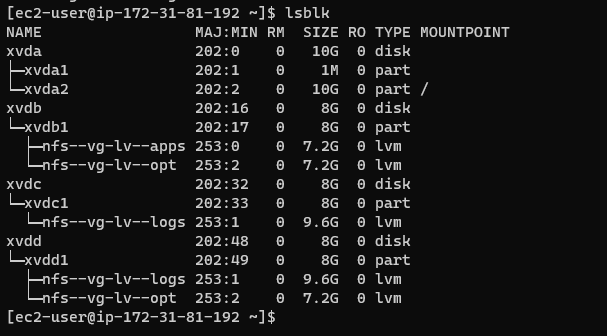 [ec2-user@ip-172-31-81-192 ~]$ lsblk
NAME                  MAJ:MIN RM  SIZE RO TYPE MOUNTPOINT
xvda                  202:0    0   10G  0 disk
├─xvda1               202:1    0    1M  0 part
└─xvda2               202:2    0   10G  0 part /
xvdb                  202:16   0    8G  0 disk
└─xvdb1               202:17   0    8G  0 part
  ├─nfs--vg-lv--apps  253:0    0  7.2G  0 lvm
  └─nfs--vg-lv--opt   253:2    0  7.2G  0 lvm
xvdc                  202:32   0    8G  0 disk
└─xvdc1               202:33   0    8G  0 part
  └─nfs--vg-lv--logs  253:1    0  9.6G  0 lvm
xvdd                  202:48   0    8G  0 disk
└─xvdd1               202:49   0    8G  0 part
  ├─nfs--vg-lv--logs  253:1    0  9.6G  0 lvm
  └─nfs--vg-lv--opt   253:2    0  7.2G  0 lvm
[ec2-user@ip-172-31-81-192 ~]$